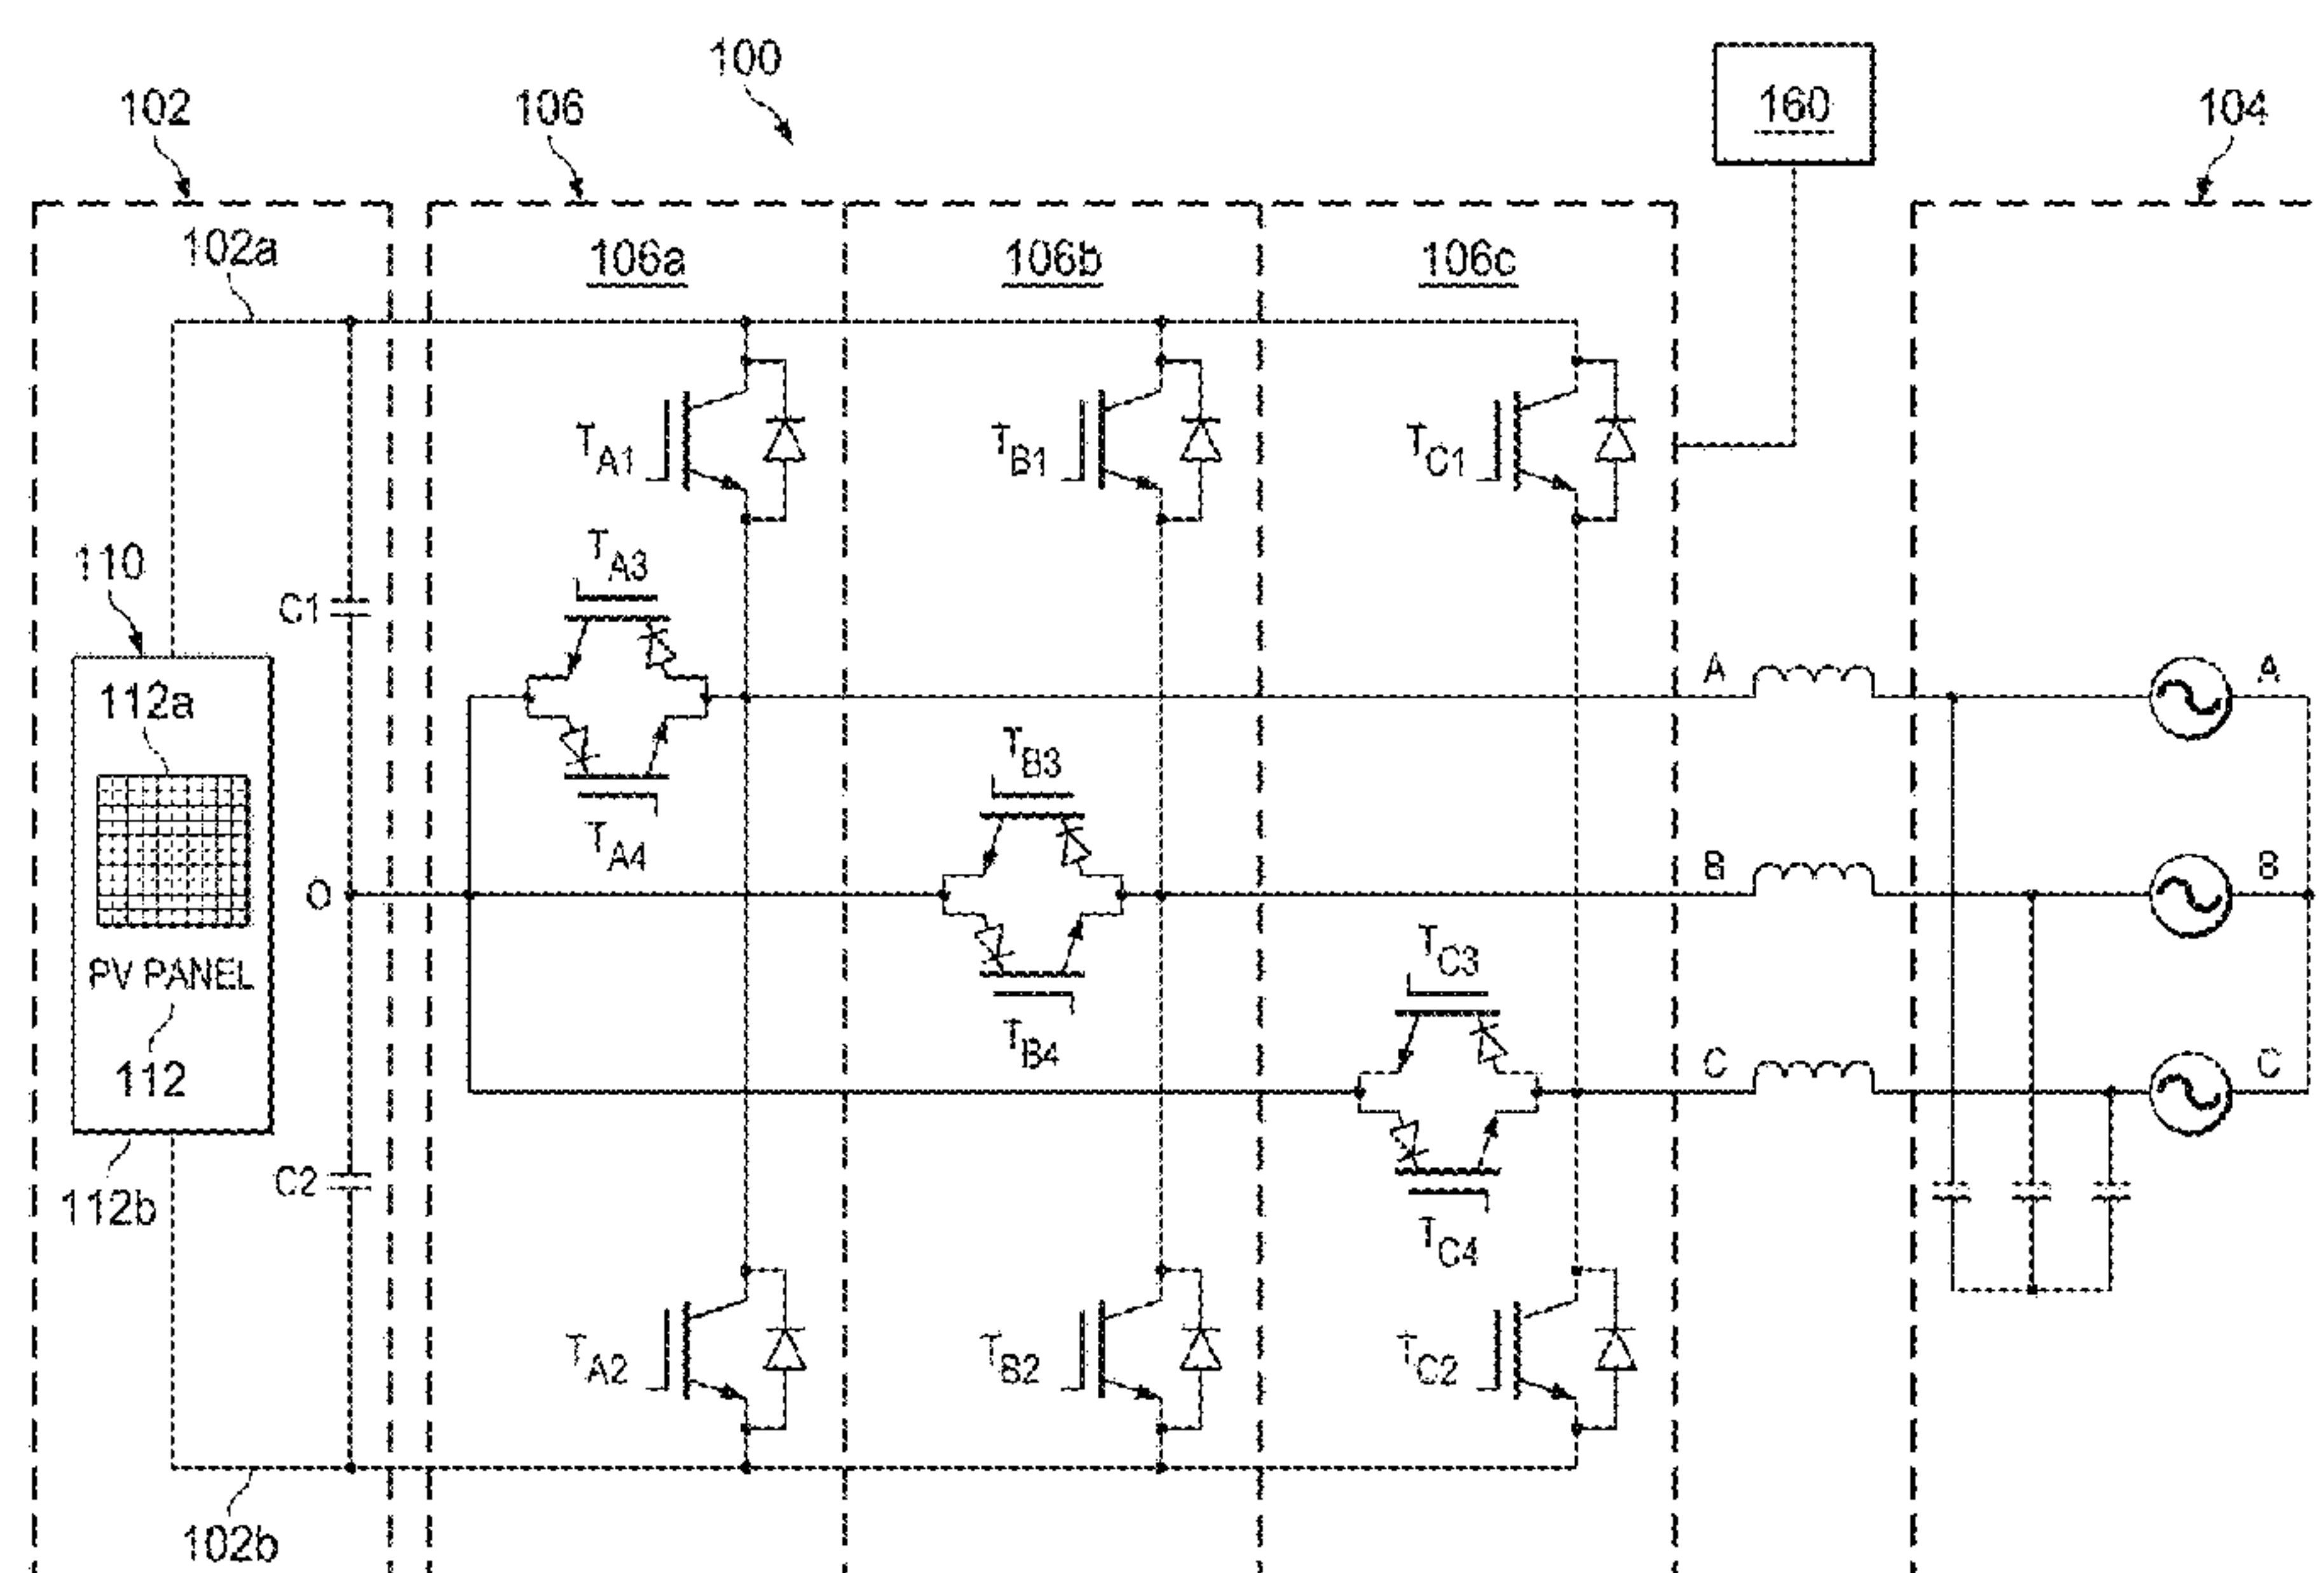 100
160
102
106
104
102a
106a
106b
106c
TA1
TB1
TC1
110
TA3
C1
112a
A
A
TB3
TA4
B
B
O
TC3
PV PANEL
TB4
C
C
112
C2
112b
TC4
TA2
TB2
TC2
102b